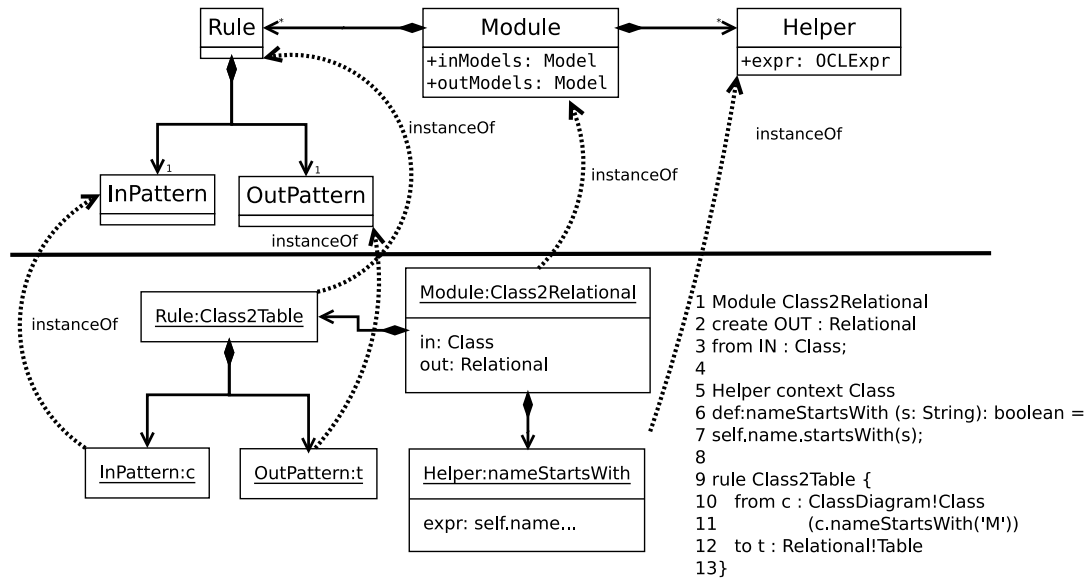 Rule
*
Module
+inModels: Model
+outModels: Model
*
Helper
+expr: OCLExpr
instanceOf
instanceOf
instanceOf
1
InPattern
1
OutPattern
instanceOf
instanceOf
Rule:Class2Table
Module:Class2Relational
in: Class
out: Relational
InPattern:c
OutPattern:t
Helper:nameStartsWith
expr: self.name...
1 Module Class2Relational
2 create OUT : Relational
3 from IN : Class;
4
5 Helper context Class
6 def:nameStartsWith (s: String): boolean =
7 self.name.startsWith(s);
8
9 rule Class2Table {
10 from c : ClassDiagram!Class
11 (c.nameStartsWith('M'))
12 to t : Relational!Table
13}